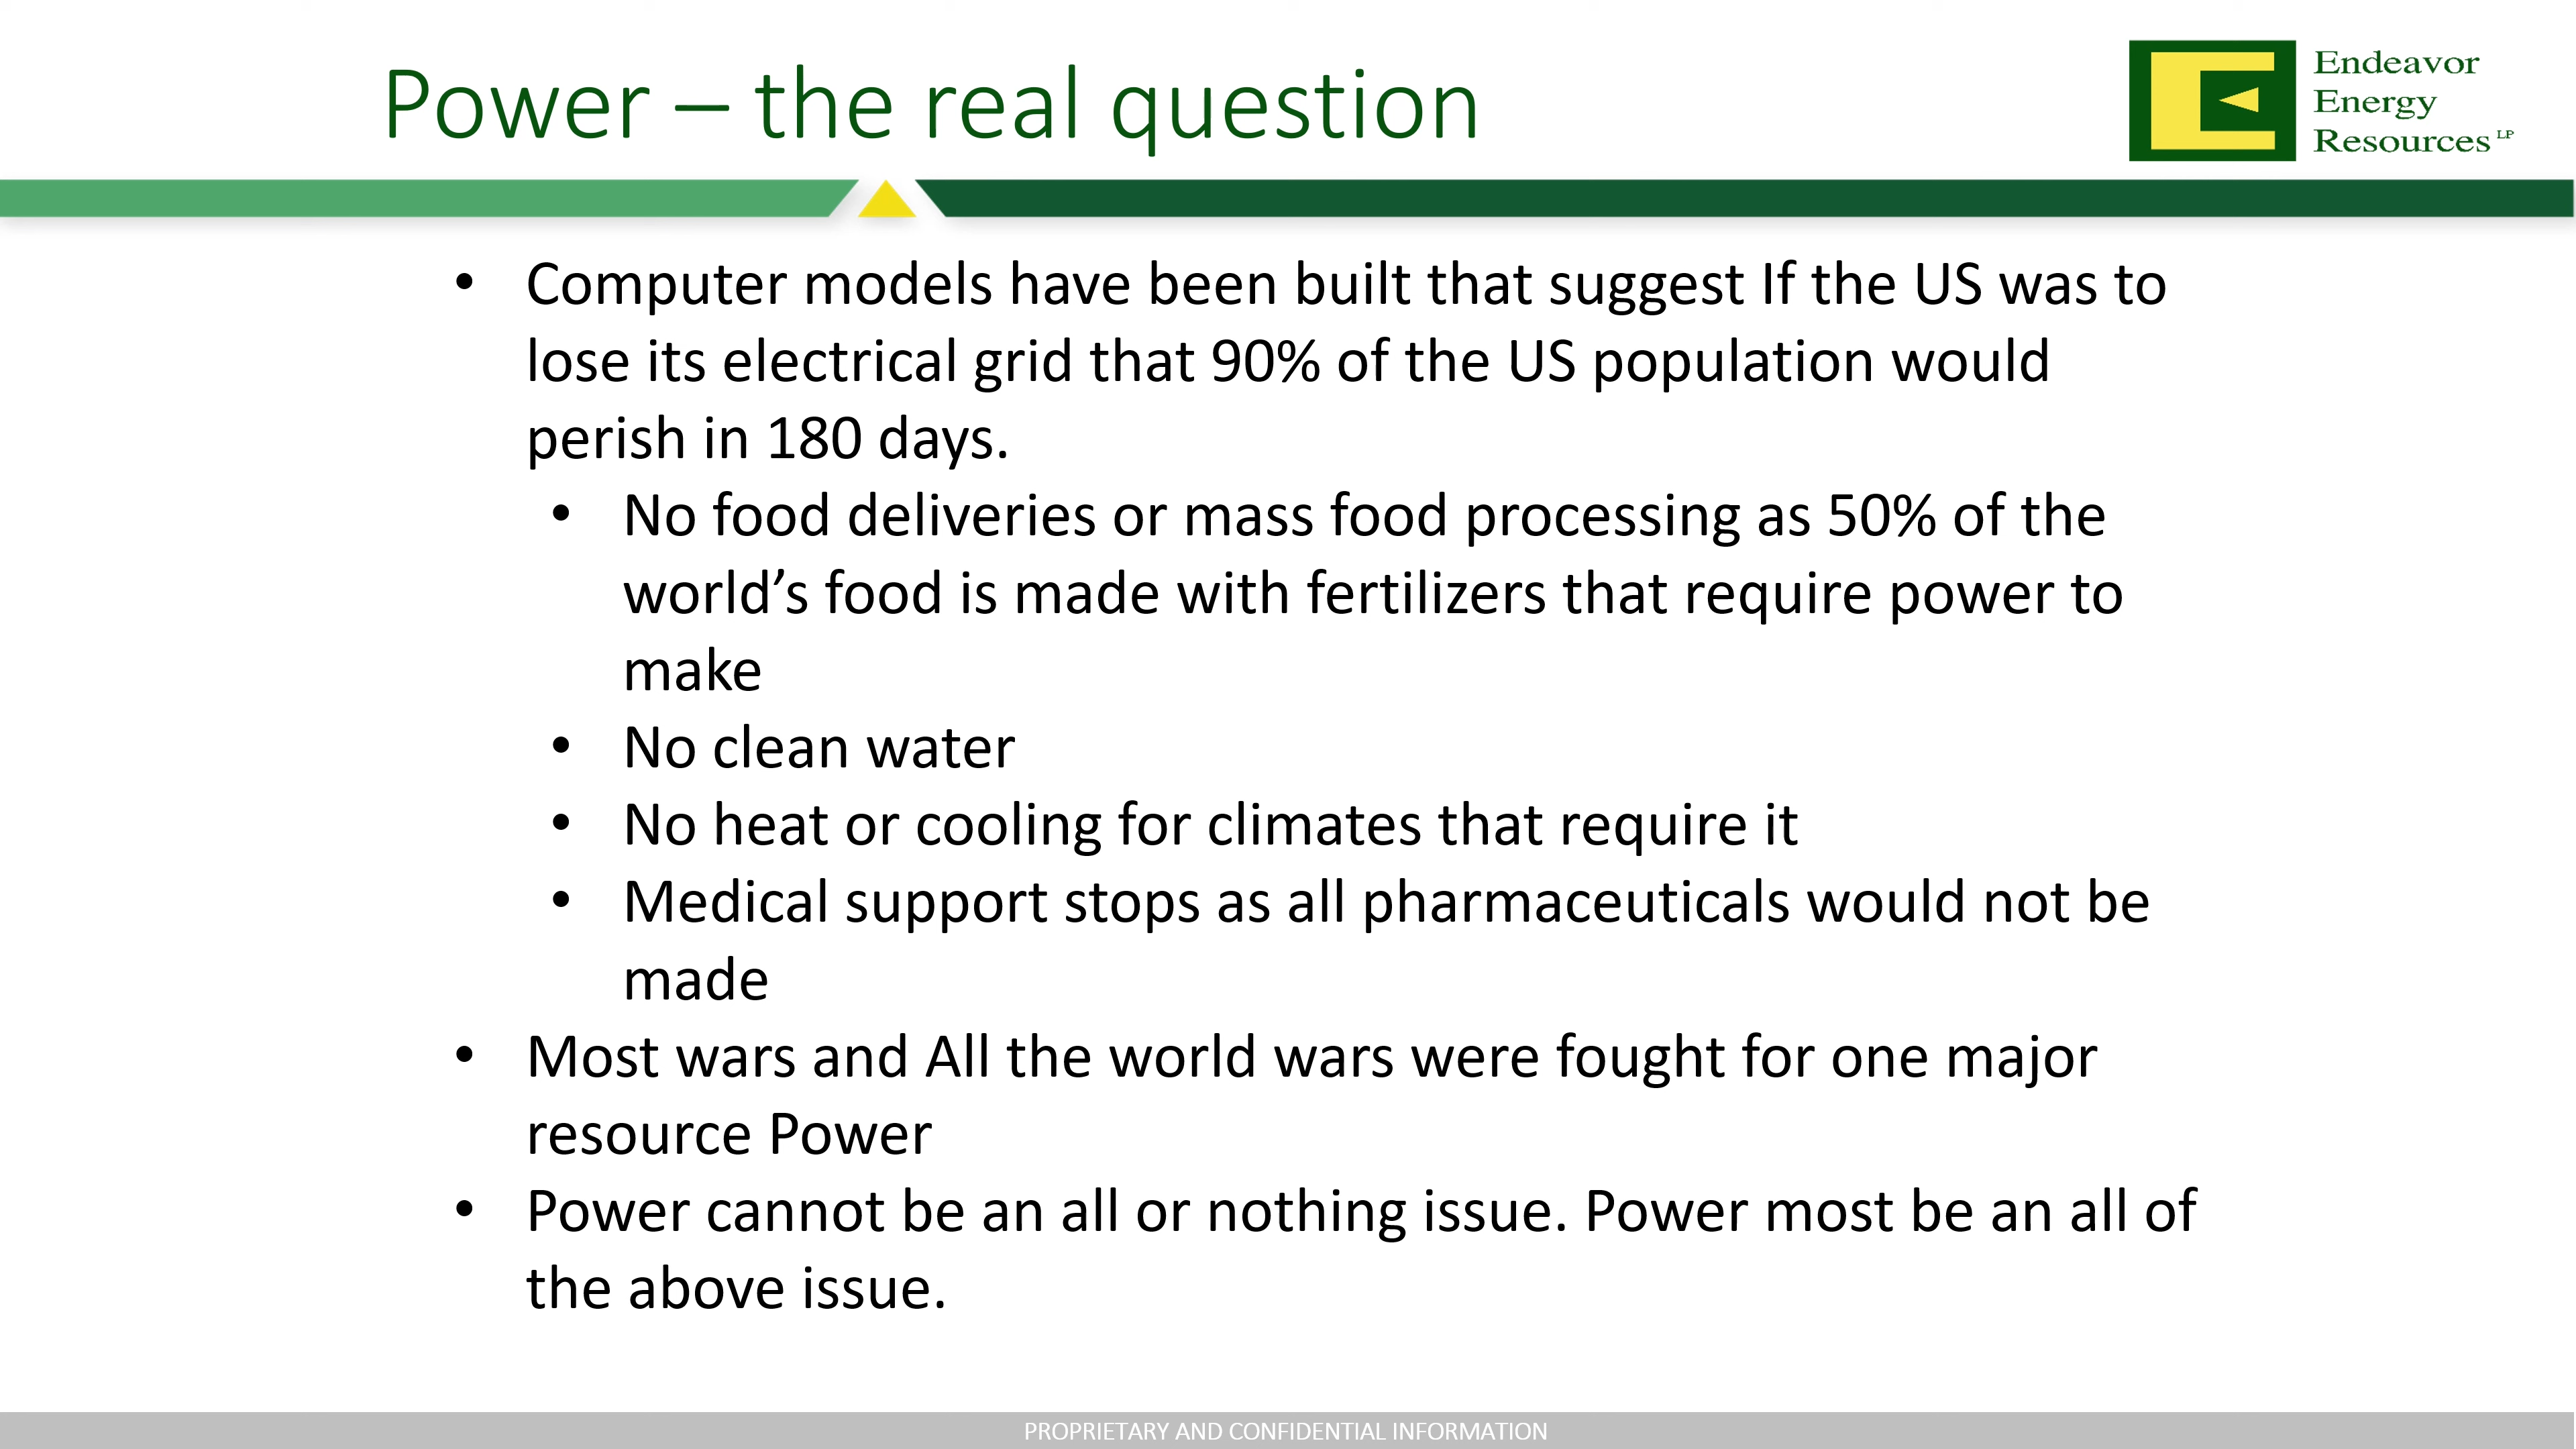 Power – the real question
Endeavor
Energy
Resources LP
• Computer models have been built that suggest If the US was to
lose its electrical grid that 90% of the US population would
perish in 180 days.
• No food deliveries or mass food processing as 50% of the
world’s food is made with fertilizers that require power to
make
• No clean water
• No heat or cooling for climates that require it
• Medical support stops as all pharmaceuticals would not be
made
• Most wars and All the world wars were fought for one major
resource Power
• Power cannot be an all or nothing issue. Power most be an all of
the above issue.
PROPRIETARY AND CONFIDENTIAL INFORMATION